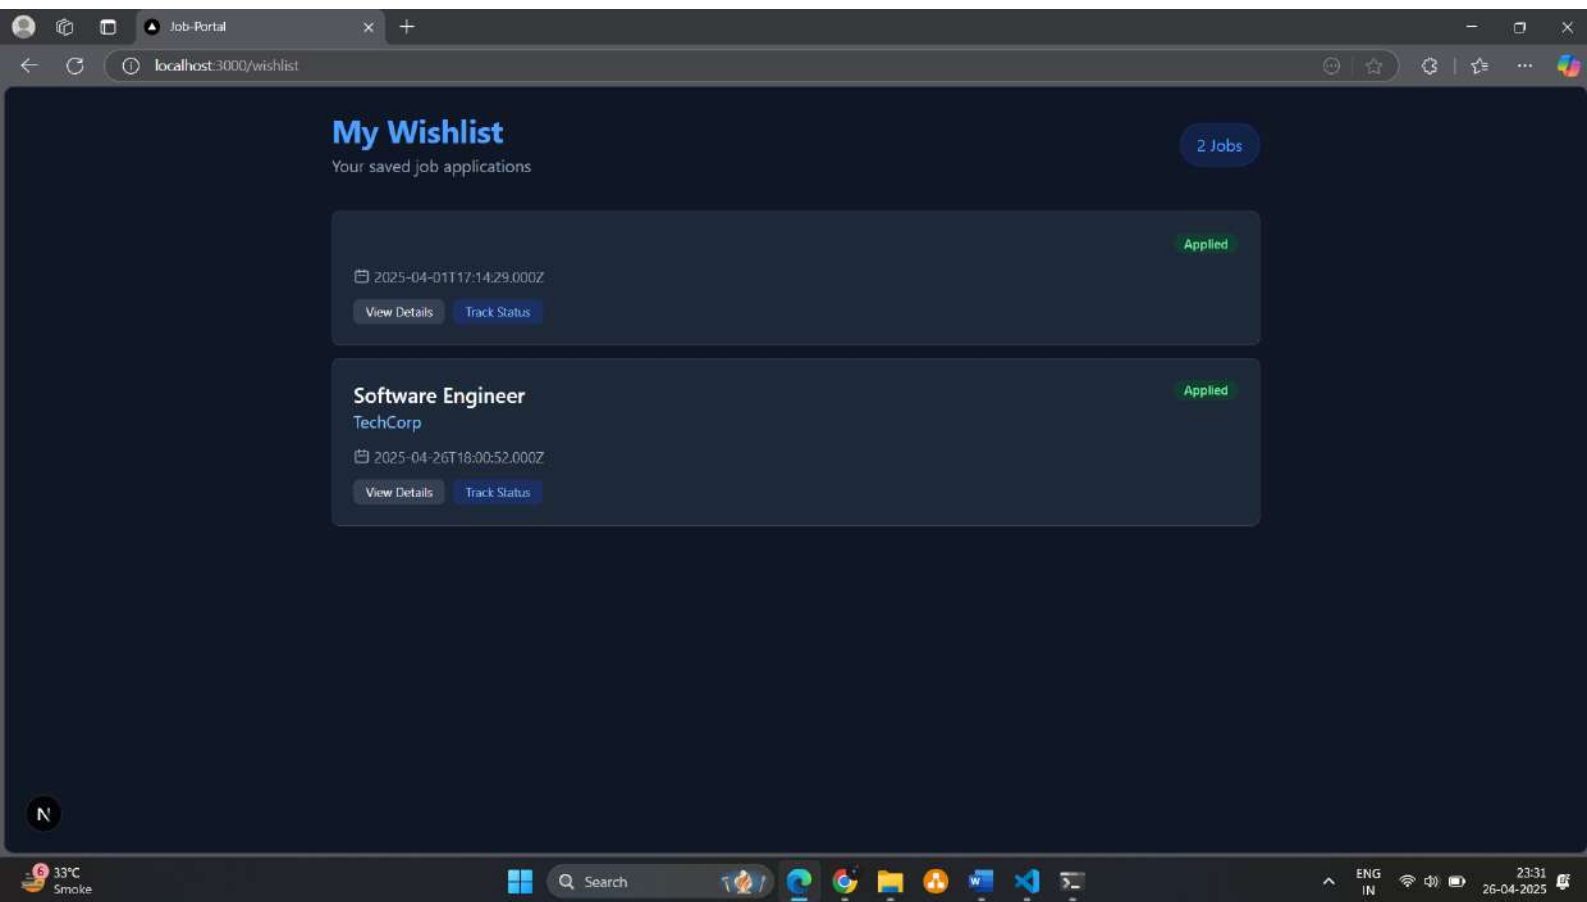 Job-Portal
localhost:3000/wishlist
My Wishlist
Your saved job applications
2 Jobs
Applied
2025-04-01T17:14:29.000Z
View Details Track Status
Software Engineer
Applied
TechCorp
2025-04-26T18:00:52.000Z
View Details Track Status
N
6
33°C
Smoke
Search
W
ENG
IN
23:31
26-04-2025